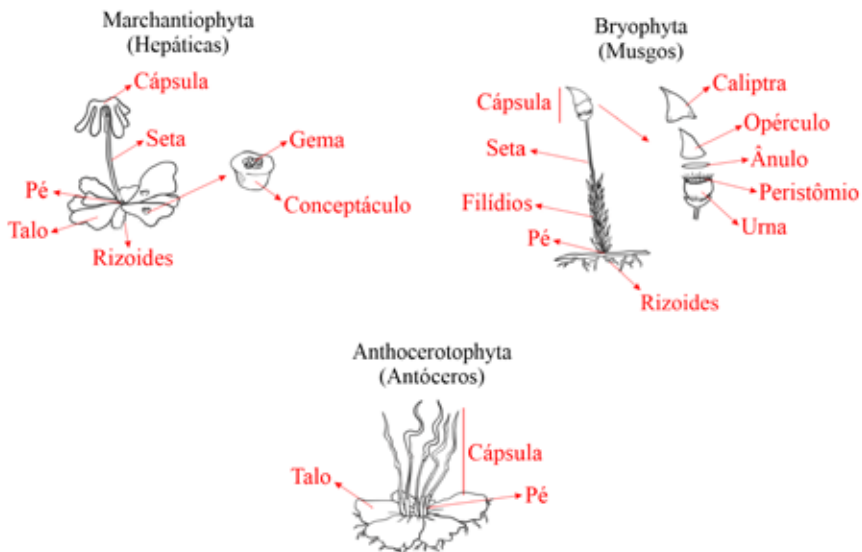 Marchantiophyta
(Hepáticas)
Cápsula
Seta
Gema
Pé
Conceptáculo
Talo
Rizoides
Bryophyta
(Musgos)
Cápsula
Caliptra
Opérculo
Seta
Ânulo
Peristômio
Filídios
Urna
Pé
Rizoides
Anthocerotophyta
(Antóceros)
Cápsula
Talo
Pé